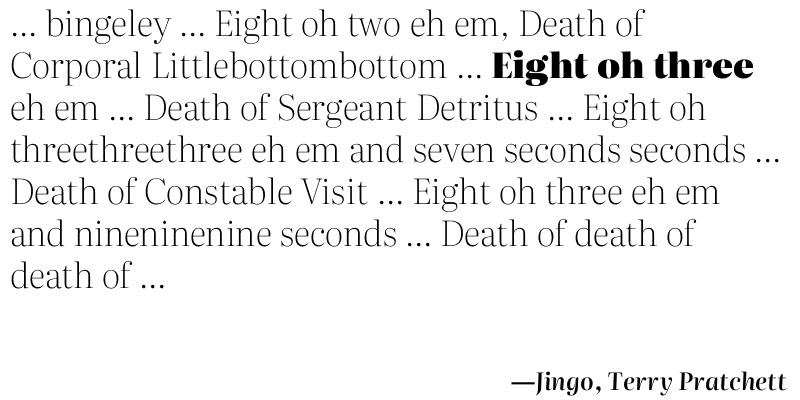 ... bingeley ... Eight oh two eh em, Death of
Corporal Littlebottombottom ... Eight oh three
eh em ... Death of Sergeant Detritus ... Eight oh
threethreethree eh em and seven seconds seconds ...
Death of Constable Visit ... Eight oh three eh em
and nineninenine seconds ... Death of death of
death of ...
—Jingo, Terry Pratchett